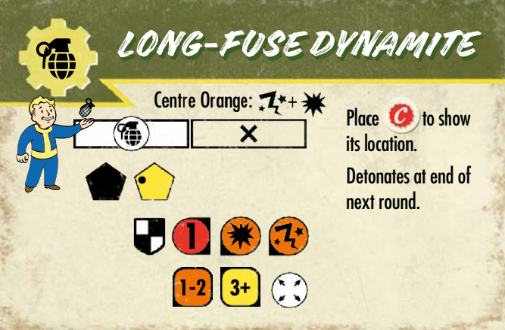 LONG-FUSE DYNAMITE
Centre Orange: +
Place C to show
its location.
Detonates at end of
next round.
1
1-2 3+